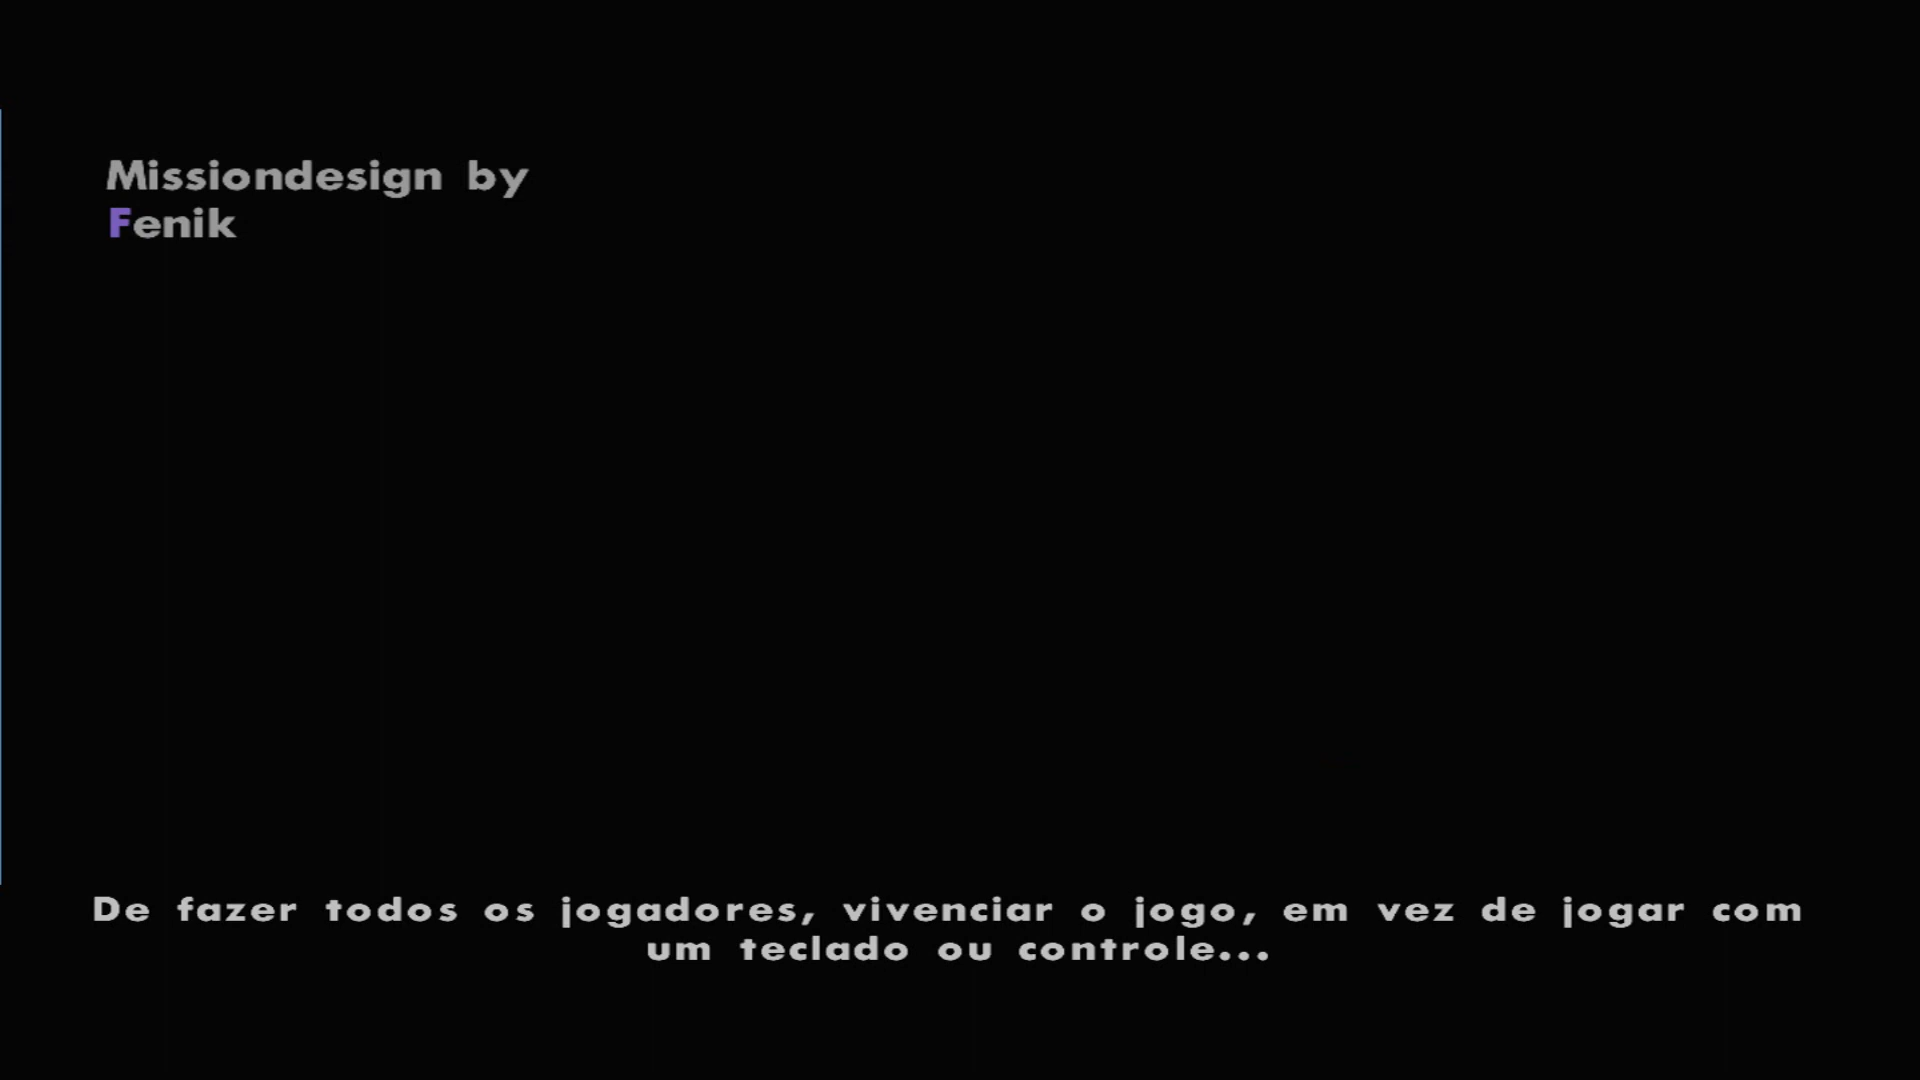 Missiondesign by
Fenik
De fazer todos os jogadores, vivenciar o jogo, em vez de jogar com
um teclado ou controle...